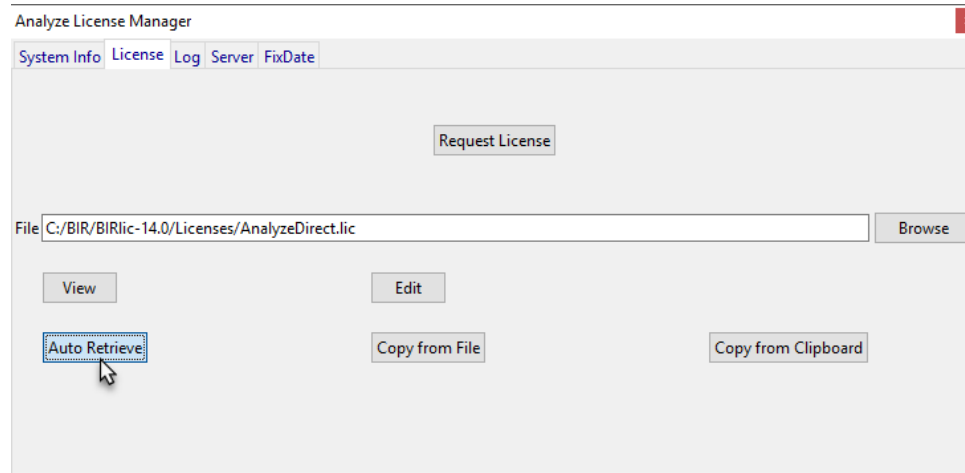 Analyze License Manager
System Info License Log Server FixDate
Request License
File C:/BIR/BIRlic-14.0/Licenses/AnalyzeDirect.lic Browse
View Edit
Auto Retrieve Copy from File Copy from Clipboard